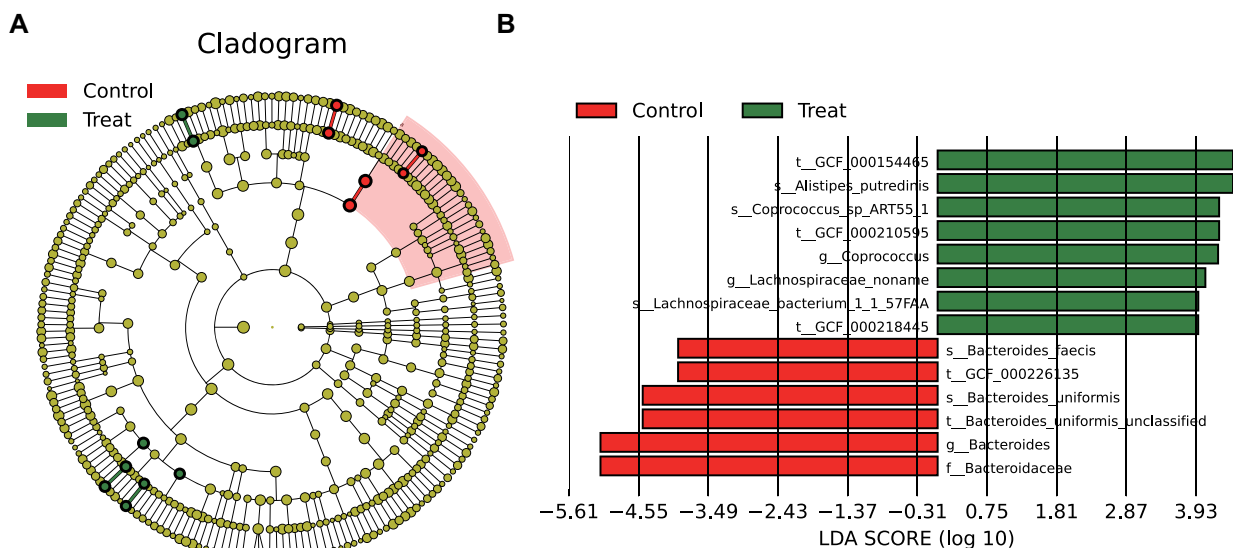 A
Cladogram
Control
Treat
B
Control
Treat
t__GCF_000154465
s__Alistipes_putredinis
s__Coprococcus_sp_ART55_1
t__GCF_000210595
g__Coprococcus
g__Lachnospiraceae_noname
s__Lachnospiraceae_bacterium_1_1_57FAA
t__GCF_000218445
s__Bacteroides_faecis
t__GCF_000226135
s__Bacteroides_uniformis
t__Bacteroides_uniformis_unclassified
g__Bacteroides
f__Bacteroidaceae
−5.61 −4.55 −3.49 −2.43 −1.37 −0.31 0.75 1.81 2.87 3.93
LDA SCORE (log 10)